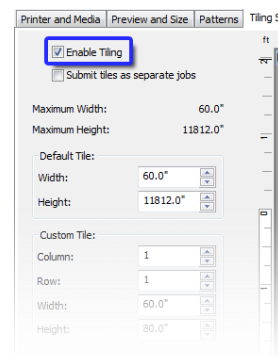 Printer and Media Preview and Size Patterns Tiling S
Enable Tiling
Submit tiles as separate jobs
Maximum Width: 60.0"
Maximum Height: 11812.0"
Default Tile:
Width: 60.0"
Height: 11812.0"
Custom Tile:
Column: 1
Row: 1
Width: 60.0"
Height: 80.0"
ft
0
1